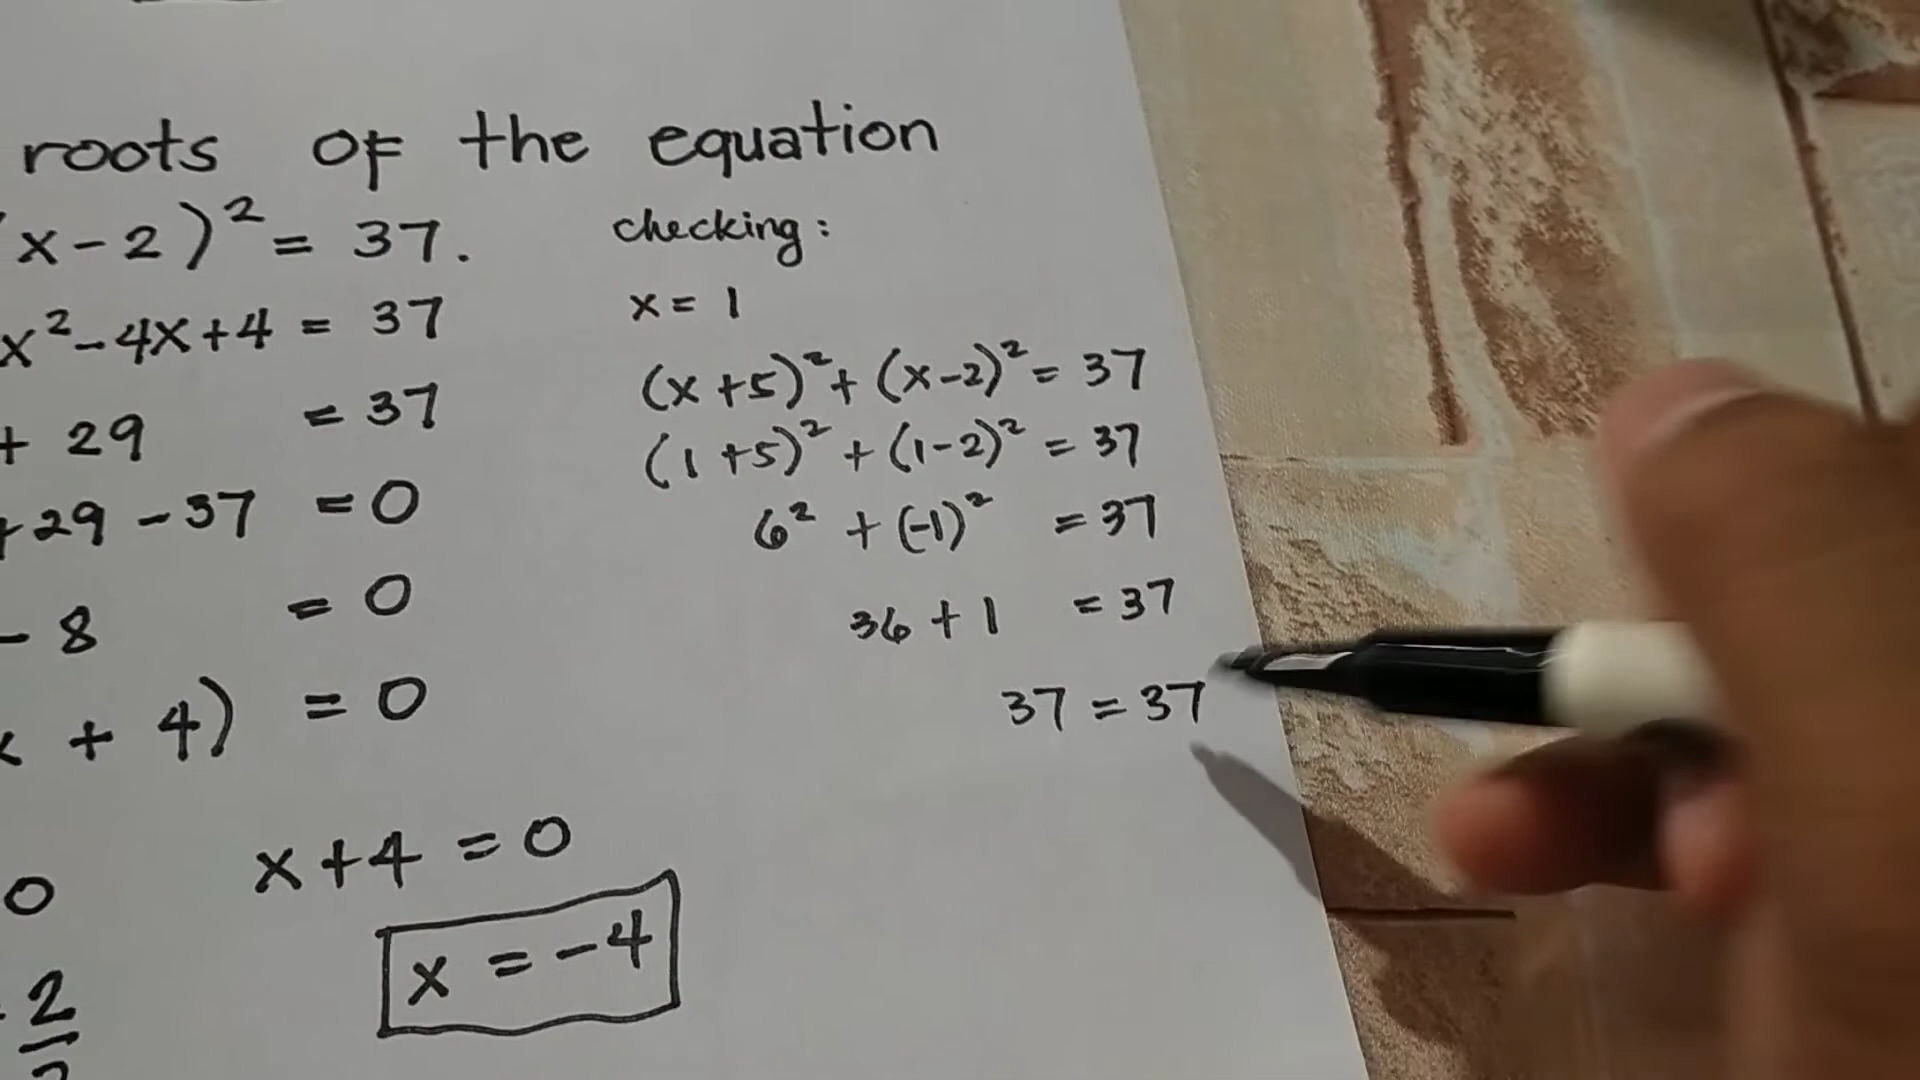 roots of the equation
x-2)² = 37.
x²-4x+4 = 37
+ 29 = 37
+29 -37 = 0
- 8 = 0
+ 4) = 0
0
x+4 = 0
x = -4
2
checking:
x = 1
(x+5)²+(x-2)² = 37
(1+5)²+(1-2)² = 37
6² + (-1)² = 37
36 + 1 = 37
37 = 37